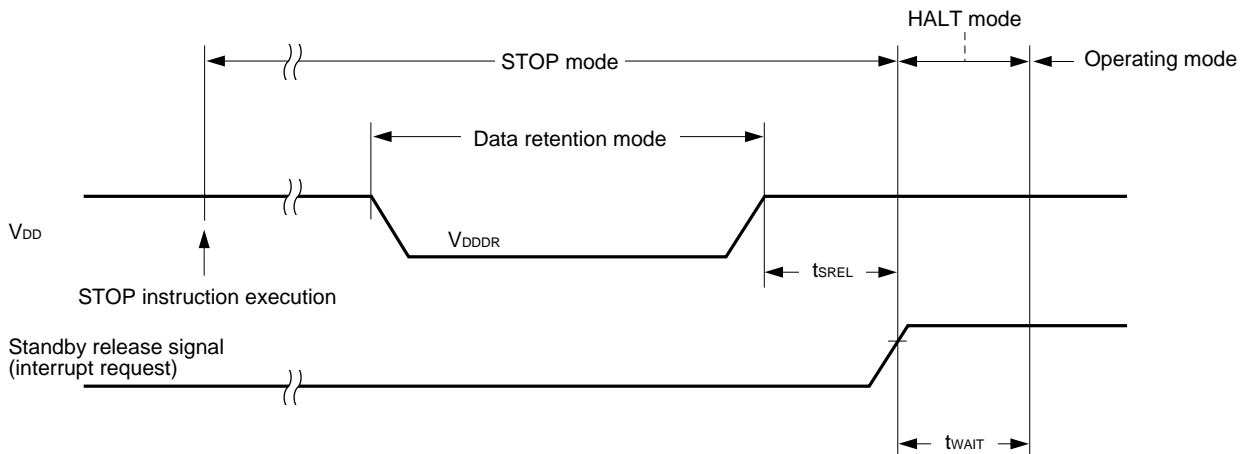 HALT mode
STOP mode
Operating mode
Data retention mode
VDD
VDDDR
tSREL
STOP instruction execution
Standby release signal
(interrupt request)
tWAIT